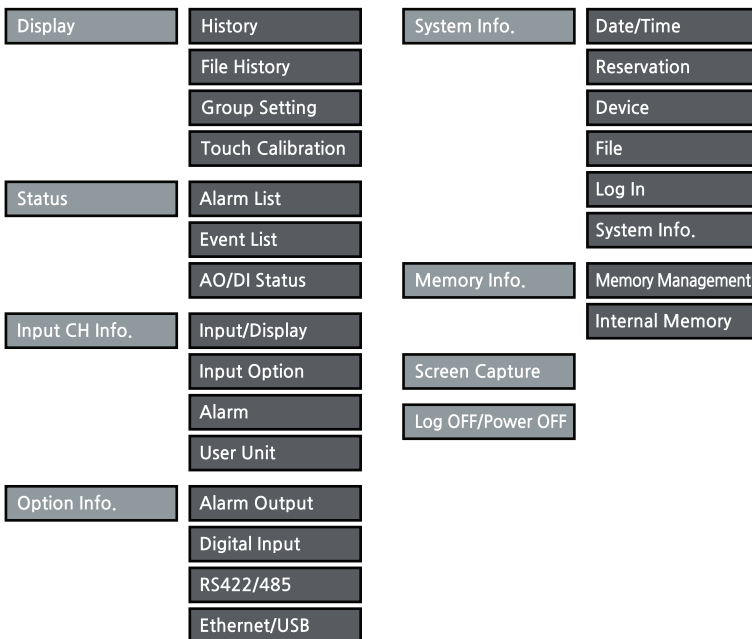 Display
History
File History
Group Setting
Touch Calibration
Status
Alarm List
Event List
AO/DI Status
Input CH Info.
Input/Display
Input Option
Alarm
User Unit
Option Info.
Alarm Output
Digital Input
RS422/485
Ethernet/USB
System Info.
Date/Time
Reservation
Device
File
Log In
System Info.
Memory Info.
Memory Management
Internal Memory
Screen Capture
Log OFF/Power OFF